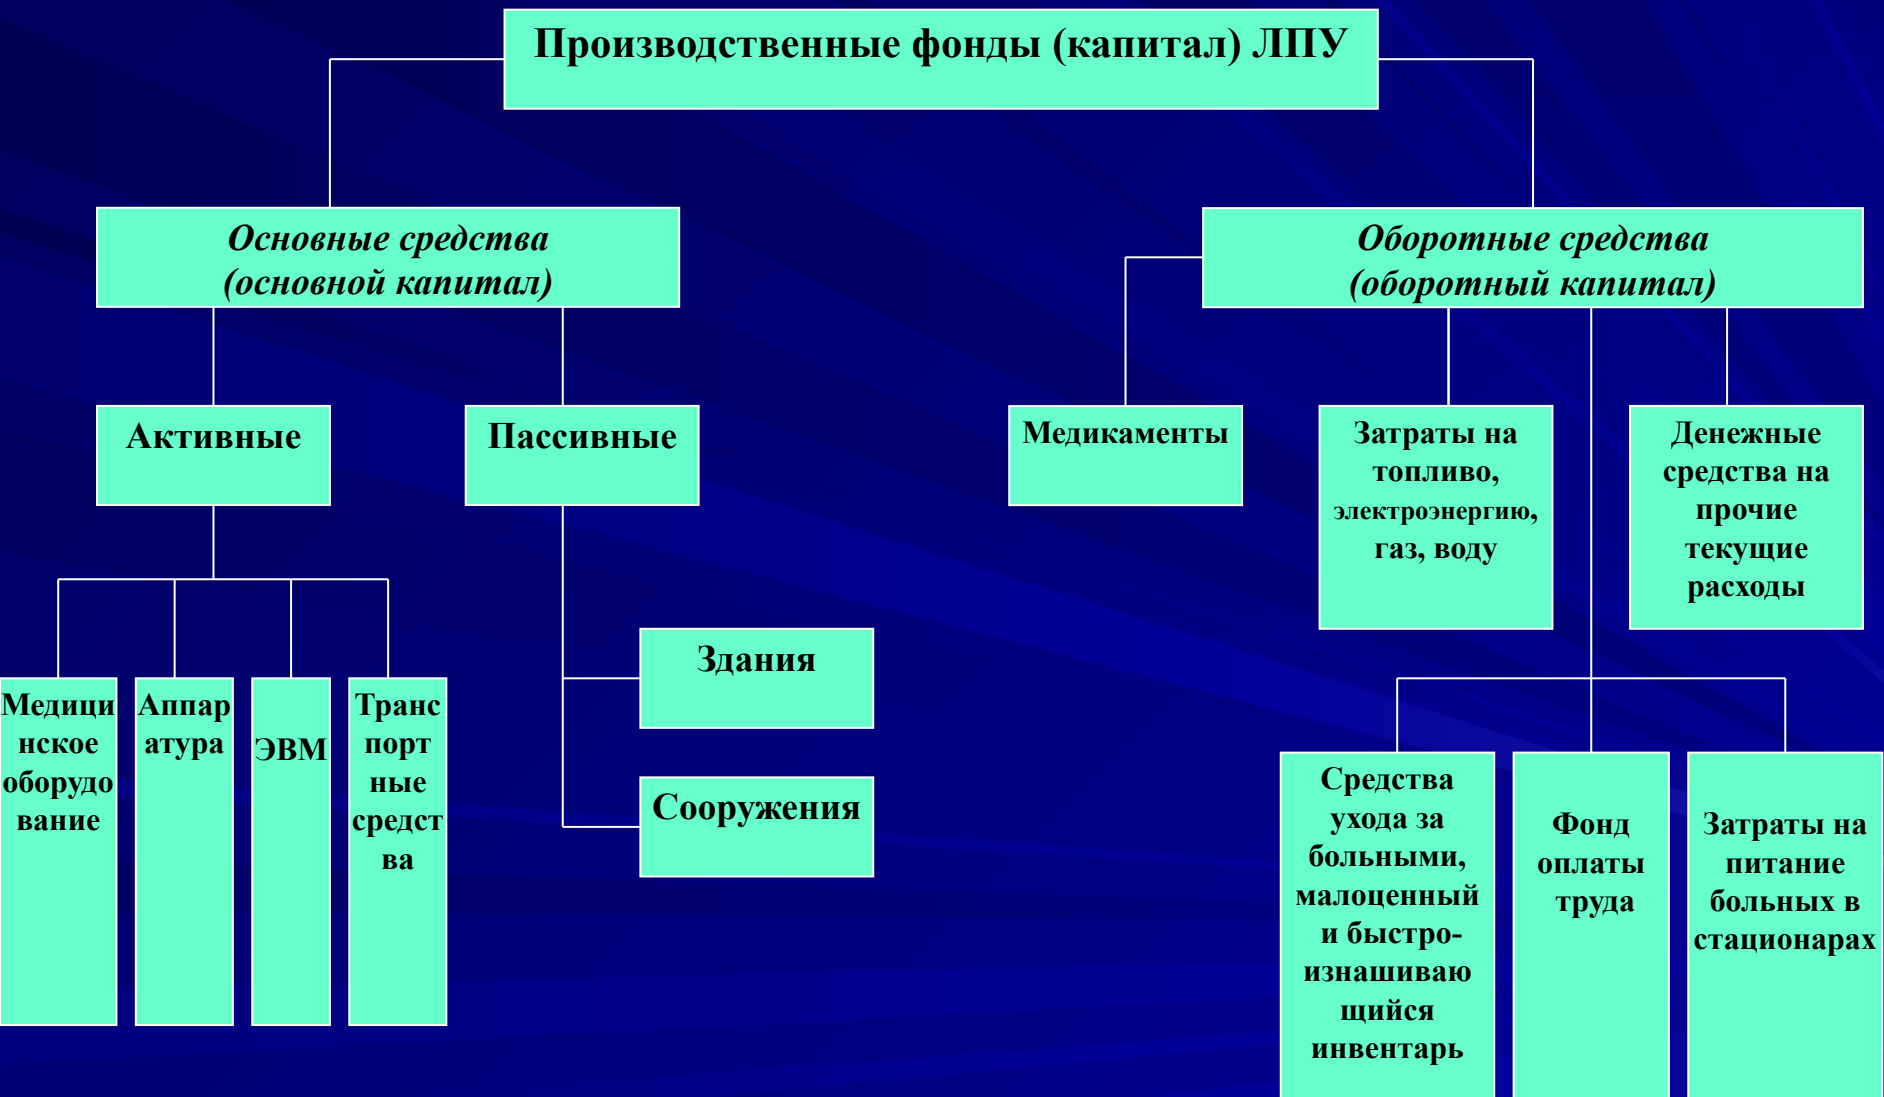 Производственные фонды (капитал) ЛПУ
Основные средства
(основной капитал)
Оборотные средства
(оборотный капитал)
Активные
Пассивные
Медикаменты
Затраты на
топливо,
электроэнергию,
газ, воду
Денежные
средства на
прочие
текущие
расходы
Здания
Сооружения
Медици
нское
оборудо
вание
Аппар
атура
ЭВМ
Транс
порт
ные
средст
ва
Средства
ухода за
больными,
малоценный
и быстро-
изнашиваю
щийся
инвентарь
Фонд
оплаты
труда
Затраты на
питание
больных в
стационарах